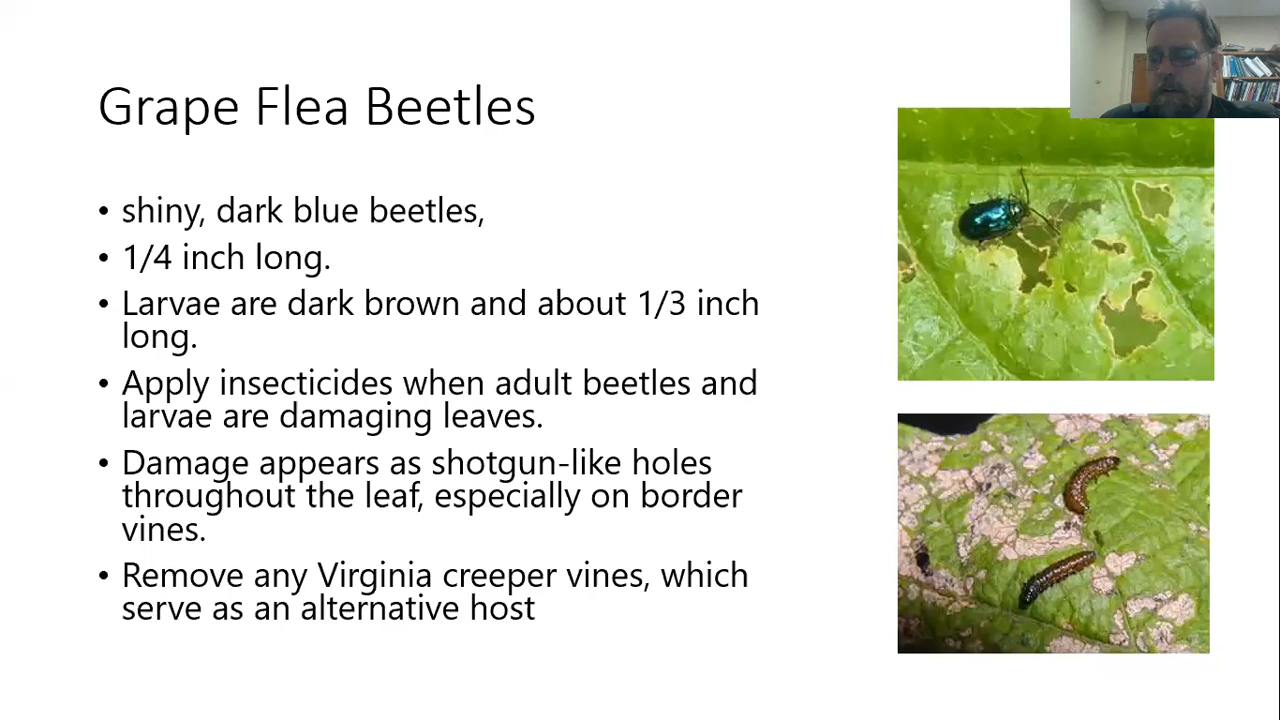 Grape Flea Beetles
• shiny, dark blue beetles,
• 1/4 inch long.
• Larvae are dark brown and about 1/3 inch
long.
• Apply insecticides when adult beetles and
larvae are damaging leaves.
• Damage appears as shotgun-like holes
throughout the leaf, especially on border
vines.
• Remove any Virginia creeper vines, which
serve as an alternative host